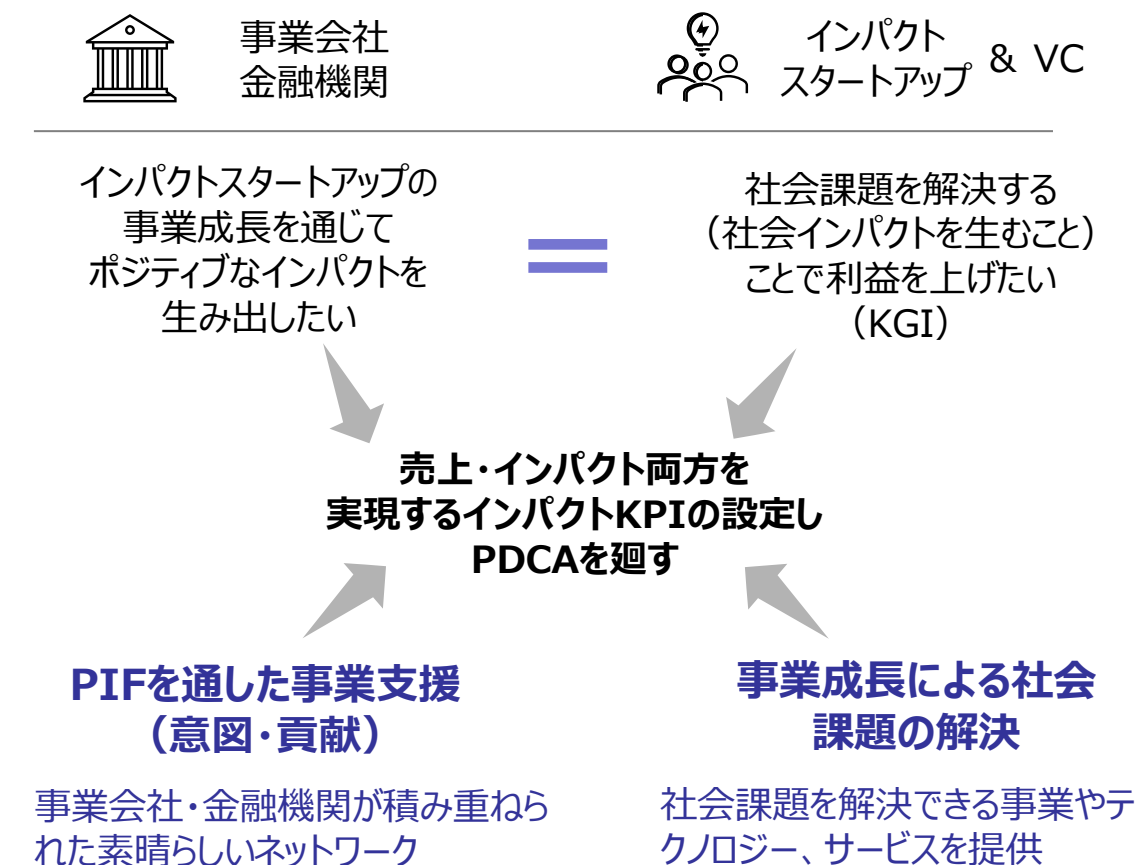 事業会社
金融機関
インパクト
スタートアップ & VC
インパクトスタートアップの
事業成長を通じて
ポジティブなインパクトを
生み出したい
=
社会課題を解決する
（社会インパクトを生むこと）
ことで利益を上げたい
（KGI）
売上・インパクト両方を
実現するインパクトKPIの設定し
PDCAを廻す
PIFを通した事業支援
（意図・貢献）
事業会社・金融機関が積み重ねら
れた素晴らしいネットワーク
事業成長による社会
課題の解決
社会課題を解決できる事業やテ
クノロジー、サービスを提供